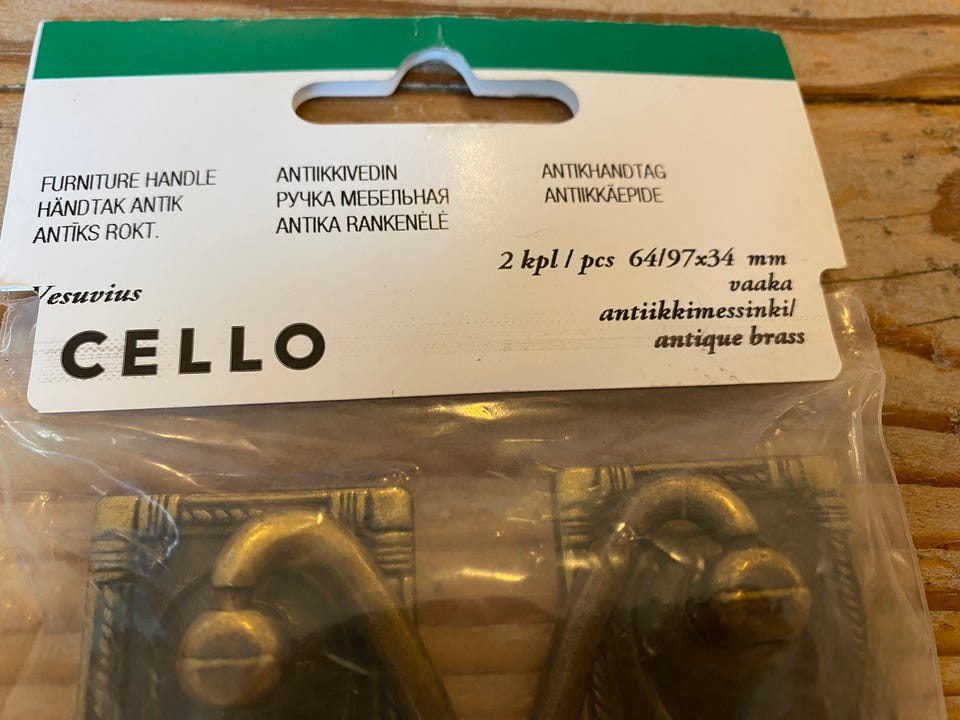 FURNITURE HANDLE
HÄNDTAK ANTIK
ANTĪKS ROKT.
ANTIIKKIVEDIN
РУЧКА МЕБЕЛЬНАЯ
ANTIKA RANKENĖLĖ
ANTIKHANDTAG
ANTIIKKÄEPIDE
2 kpl / pcs 64/97x34 mm
vaaka
antiikkimessinki/
antique brass
Vesuvius
CELLO